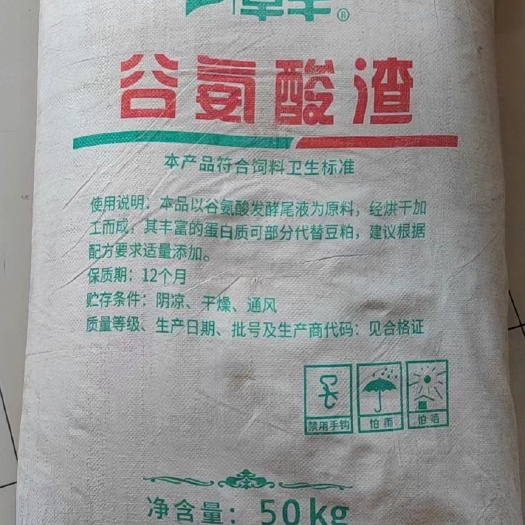 ®
谷氨酸渣
本产品符合饲料卫生标准
使用说明：本品以谷氨酸发酵尾液为原料，经烘干加
工而成，其丰富的蛋白质可部分代替豆粕，建议根据
配方要求适量添加。
保质期：12个月
贮存条件：阴凉、干燥、通风
质量等级、生产日期、批号及生产商代码：见合格证
禁用手钩 怕雨 怕晒
净含量：50kg